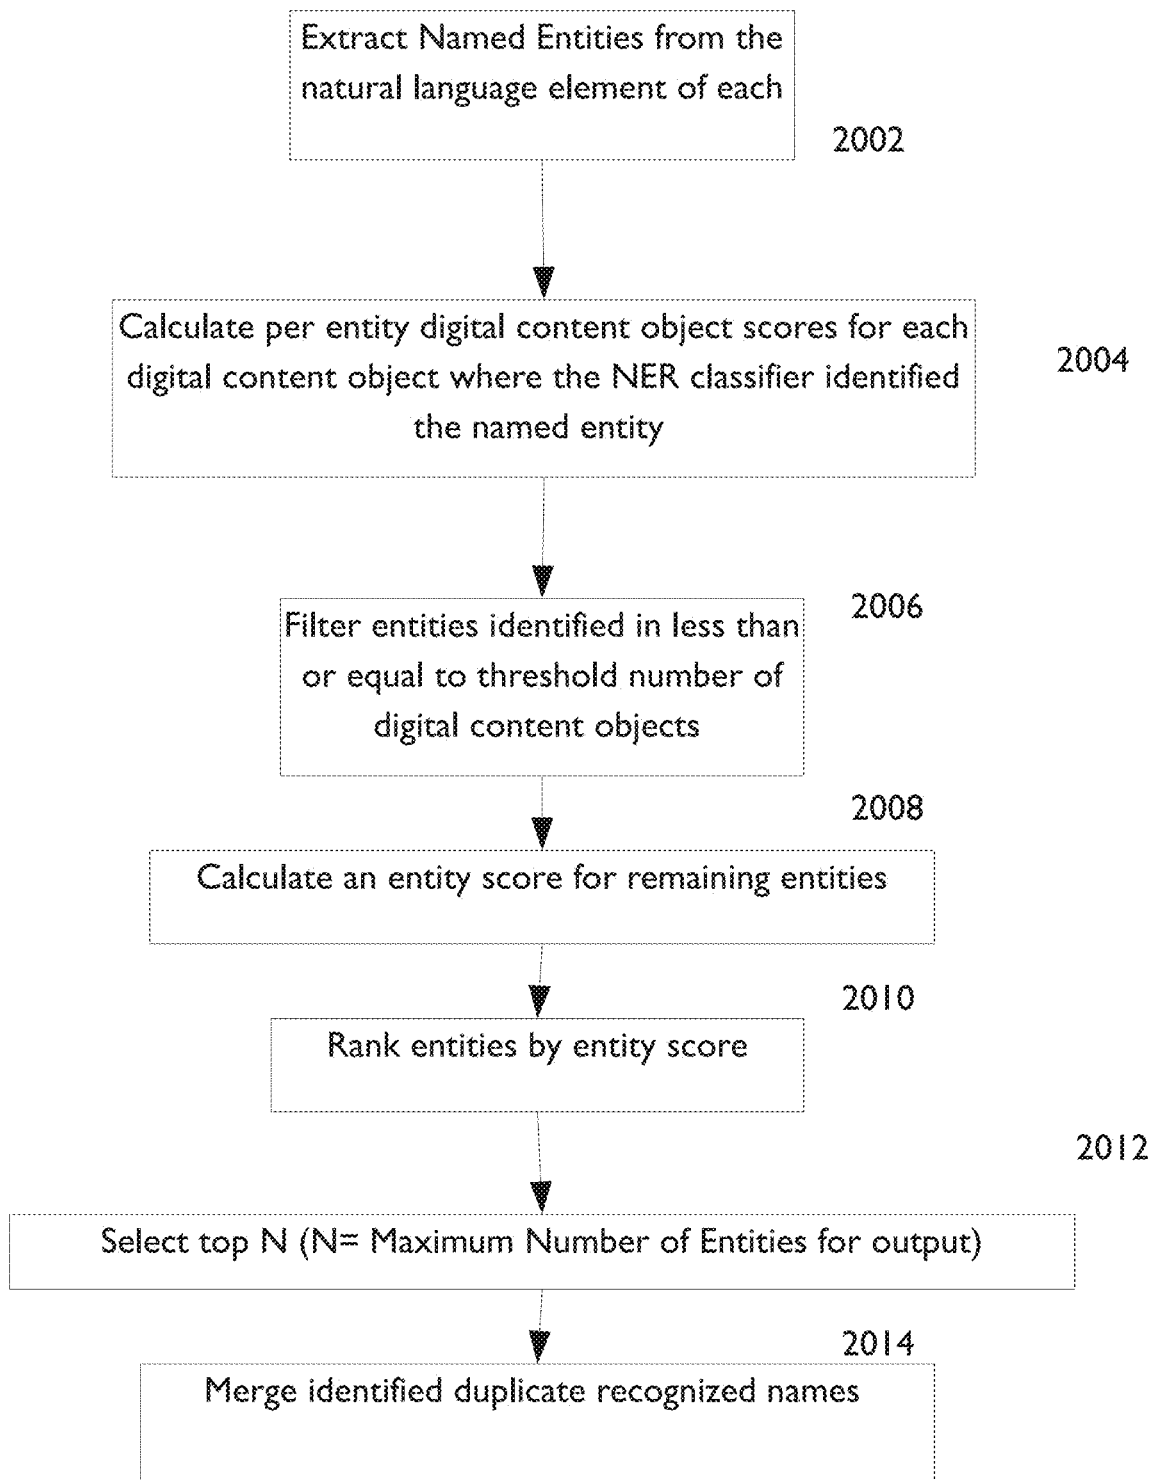 Extract Named Entities from the
natural language element of each
2002
Calculate per entity digital content object scores for each
digital content object where the NER classifier identified
the named entity
2004
2006
Filter entities identified in less than
or equal to threshold number of
digital content objects
2008
Calculate an entity score for remaining entities
2010
Rank entities by entity score
2012
Select top N (N= Maximum Number of Entities for output)
2014
Merge identified duplicate recognized names